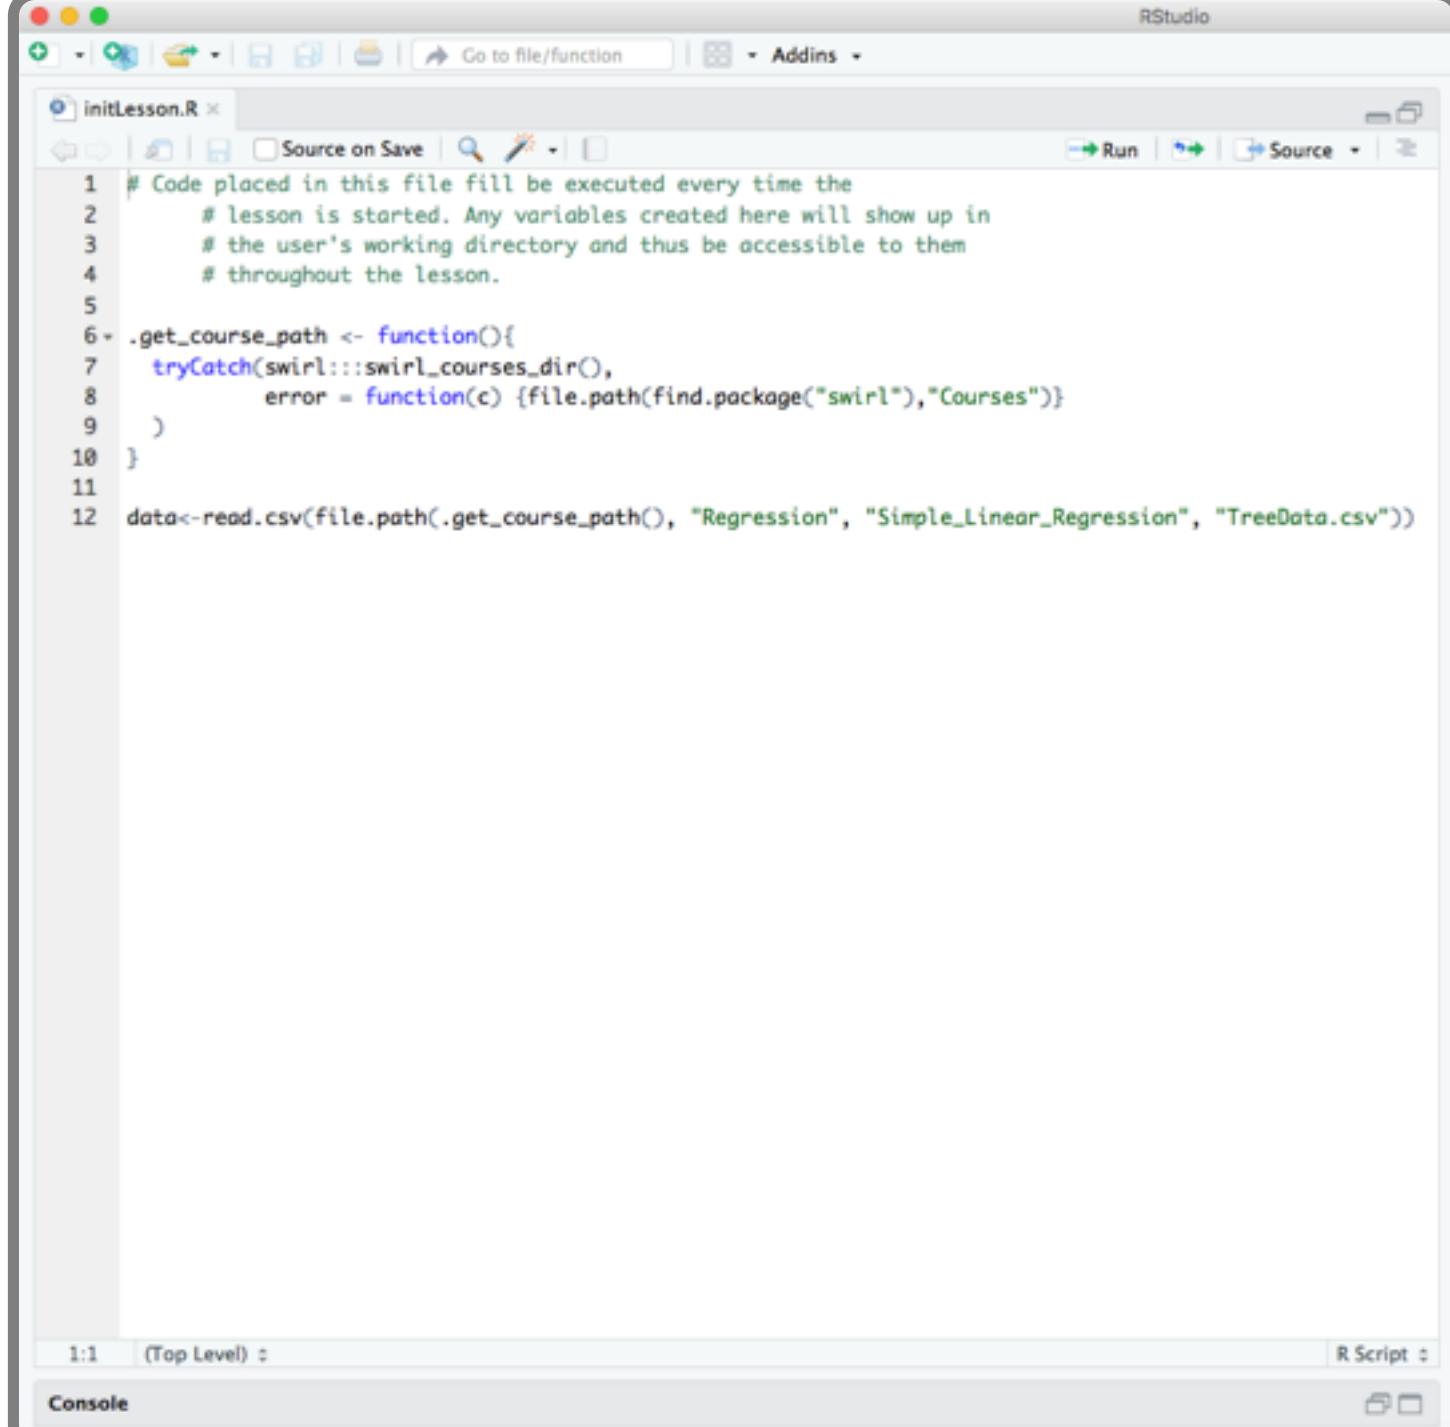 RStudio
Go to file/function
Addins
initLesson.R
Source on Save
Run
Source
1 # Code placed in this file fill be executed every time the
2 # lesson is started. Any variables created here will show up in
3 # the user's working directory and thus be accessible to them
4 # throughout the lesson.
5
6 .get_course_path <- function(){
7 tryCatch(swirl:::swirl_courses_dir(),
8 error = function(c) {file.path(find.package("swirl"),"Courses")}
9 )
10 }
11
12 data<-read.csv(file.path(.get_course_path(), "Regression", "Simple_Linear_Regression", "TreeData.csv"))
1:1 (Top Level) R Script
Console